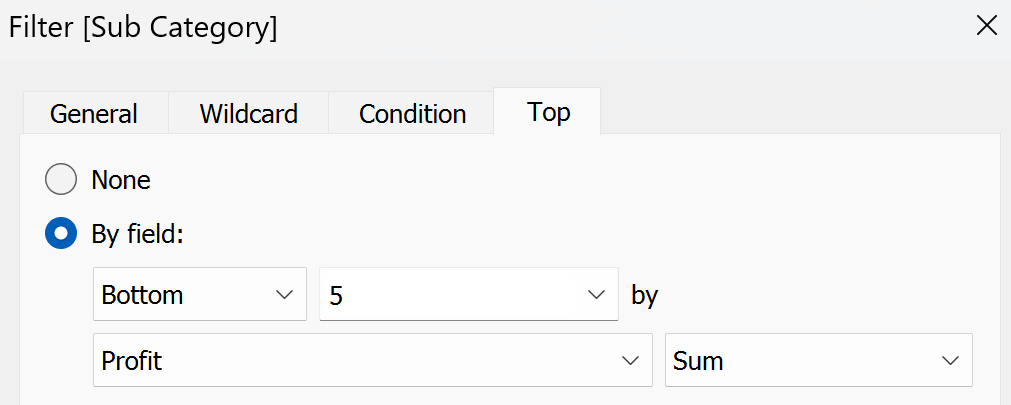 Filter [Sub Category]
General Wildcard Condition Top
None
By field:
Bottom 5 by
Profit Sum